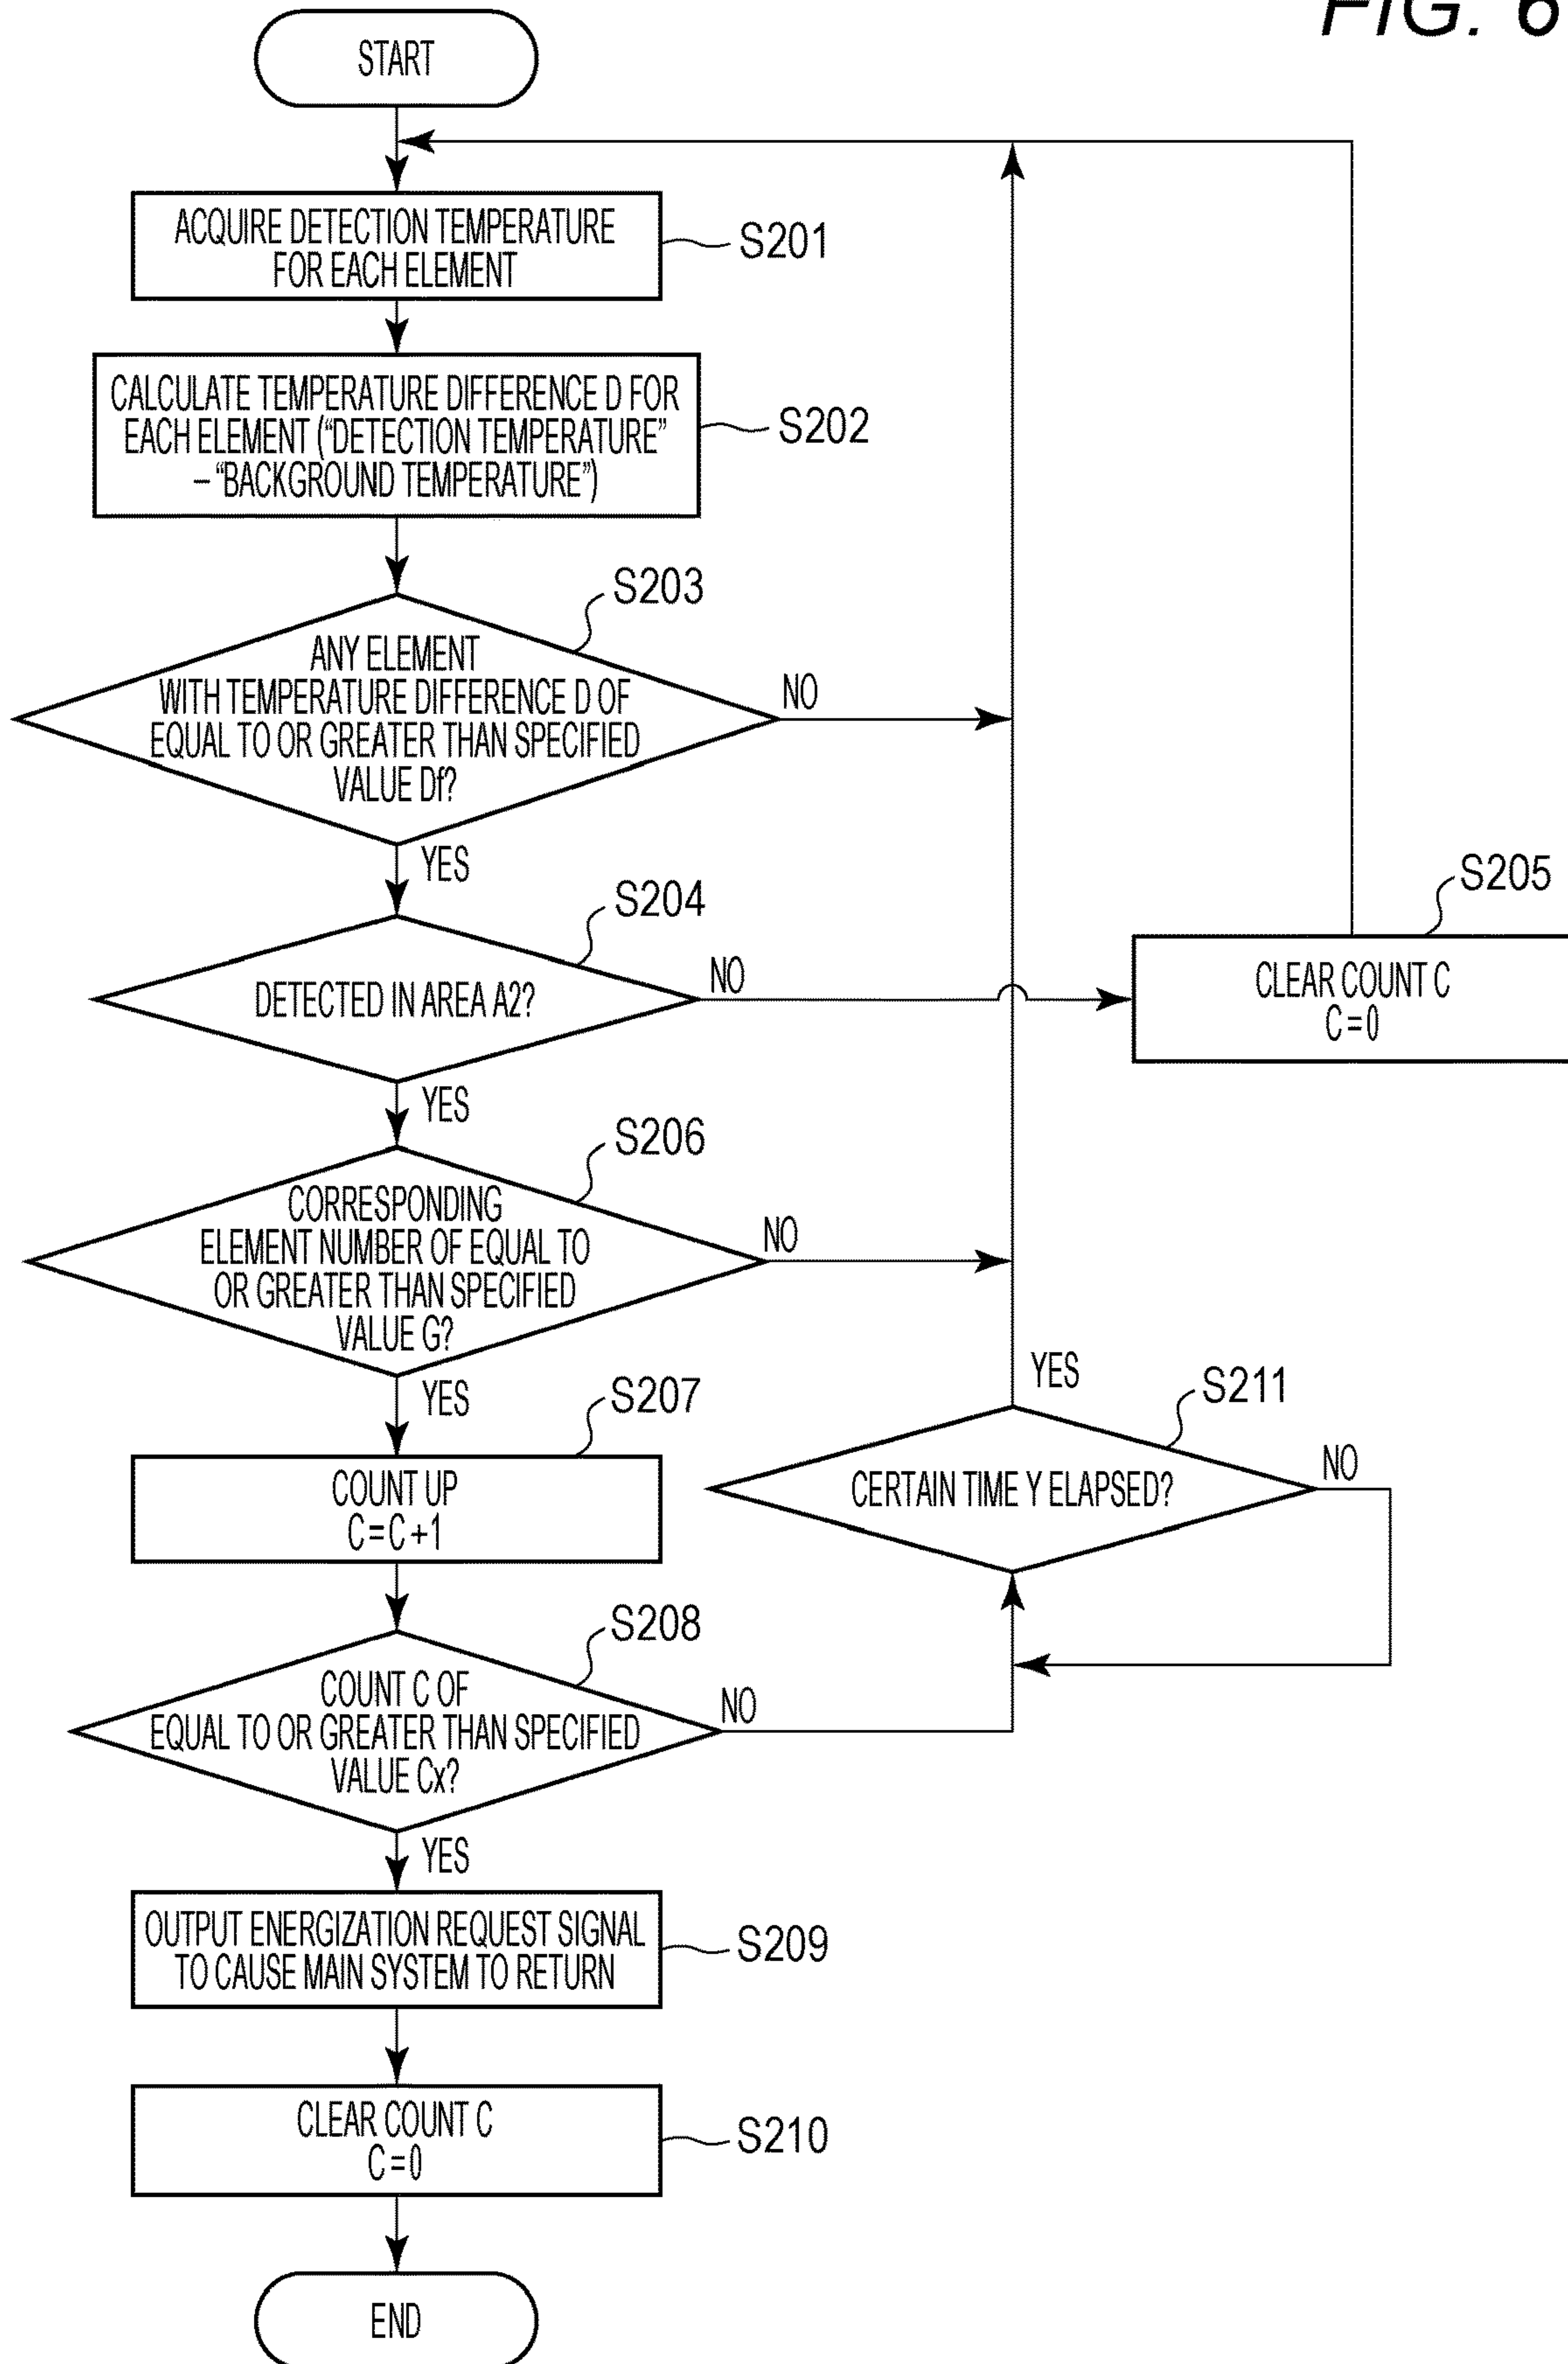 FIG. 6
START
ACQUIRE DETECTION TEMPERATURE
FOR EACH ELEMENT
S201
CALCULATE TEMPERATURE DIFFERENCE D FOR
EACH ELEMENT (“DETECTION TEMPERATURE”
– “BACKGROUND TEMPERATURE”)
S202
S203
ANY ELEMENT
WITH TEMPERATURE DIFFERENCE D OF
EQUAL TO OR GREATER THAN SPECIFIED
VALUE Df?
NO
YES
S204
DETECTED IN AREA A2?
NO
S205
CLEAR COUNT C
C=0
YES
S206
CORRESPONDING
ELEMENT NUMBER OF EQUAL TO
OR GREATER THAN SPECIFIED
VALUE G?
NO
YES
S207
COUNT UP
C=C+1
YES
S211
CERTAIN TIME Y ELAPSED?
NO
S208
COUNT C OF
EQUAL TO OR GREATER THAN SPECIFIED
VALUE Cx?
NO
YES
OUTPUT ENERGIZATION REQUEST SIGNAL
TO CAUSE MAIN SYSTEM TO RETURN
S209
CLEAR COUNT C
C=0
S210
END